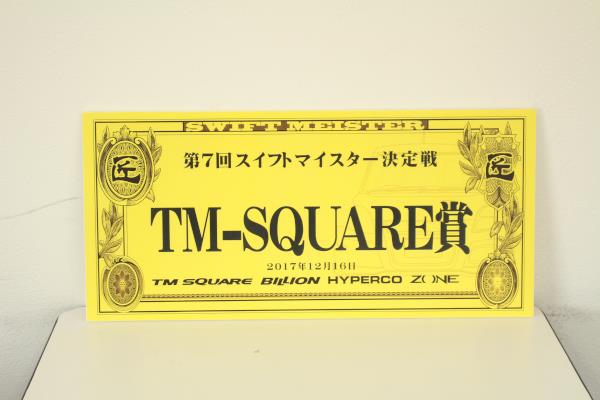 SWIFT MEISTER
匠 匠
第7回スイフトマイスター決定戦
TM-SQUARE賞
2017年12月16日
TM SQUARE BILLION HYPERCO ZONE